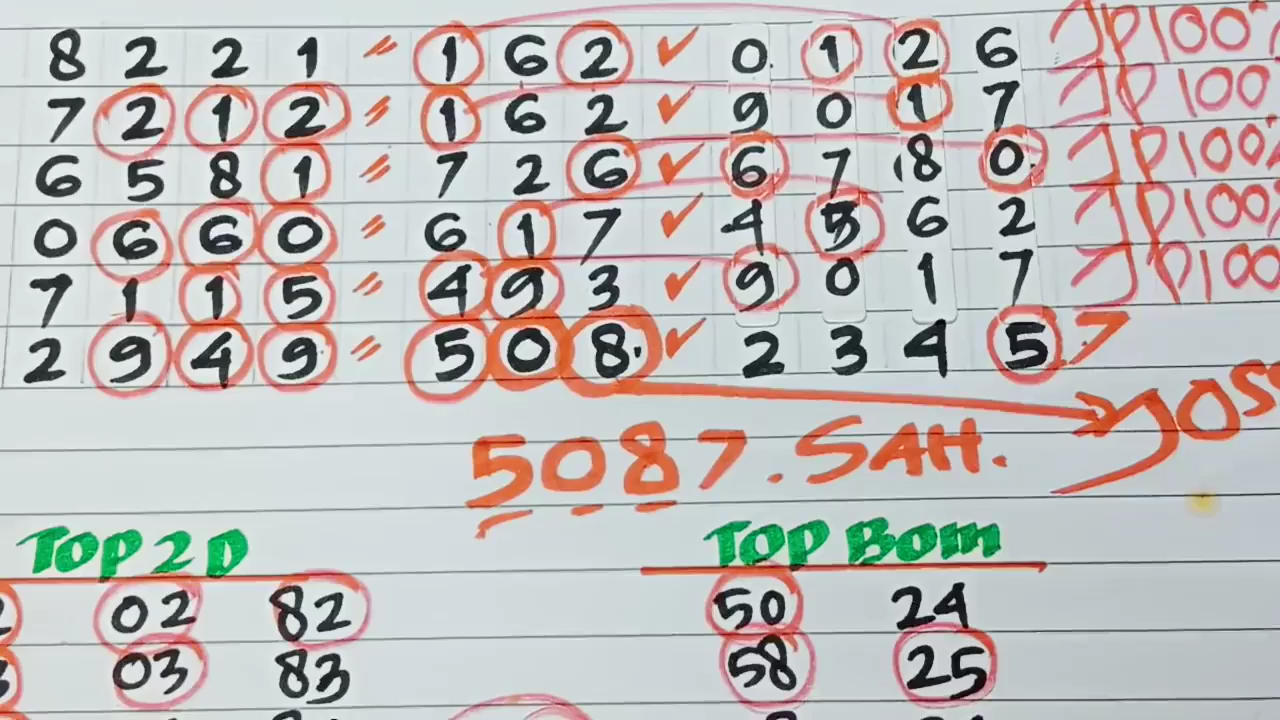 8 2 2 1 = 1 6 2 ✓ 0 1 2 6 JP100%
7 2 1 2 = 1 6 2 ✓ 9 0 1 7 JP100
6 5 8 1 = 7 2 6 ✓ 6 7 8 0 JP100%
0 6 6 0 = 6 1 7 ✓ 4 5 6 2 JP100%
7 1 1 5 = 4 9 3 ✓ 9 0 1 7 JP100
2 9 4 9 = 5 0 8 ✓ 2 3 4 5 7
JOSS
5087. SAH.
TOP 2D TOP Bom
02 82 50 24
03 83 58 25